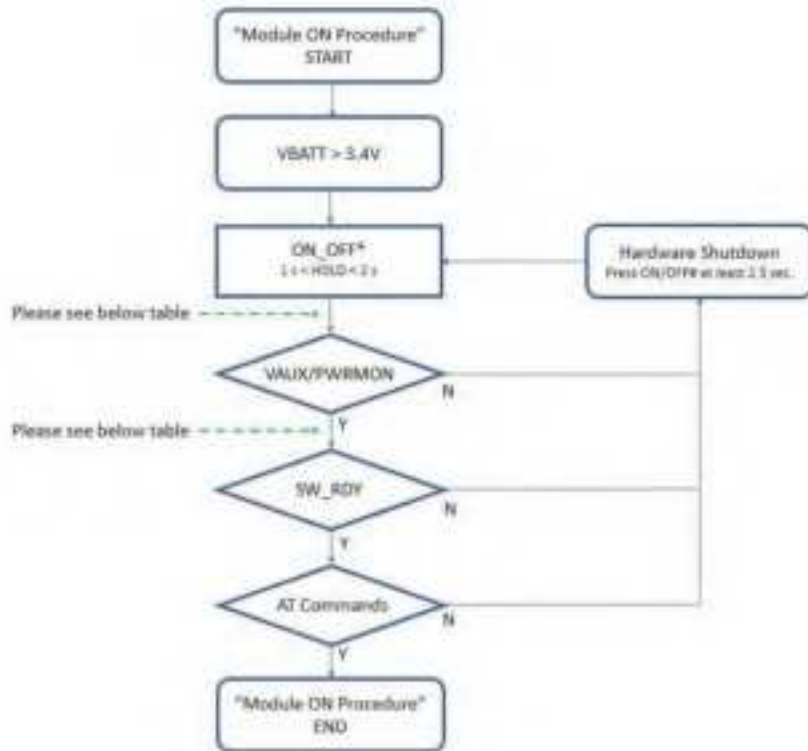 "Module ON Procedure"
START
VBATT > 3.4V
ON_OFF*
1 s < HOLD < 2 s
Hardware Shutdown
Press ON/OFF# at least 2.5 sec.
Please see below table
VAUX/PWRMON
N
Y
Please see below table
SW_RDY
N
Y
AT Commands
N
Y
"Module ON Procedure"
END